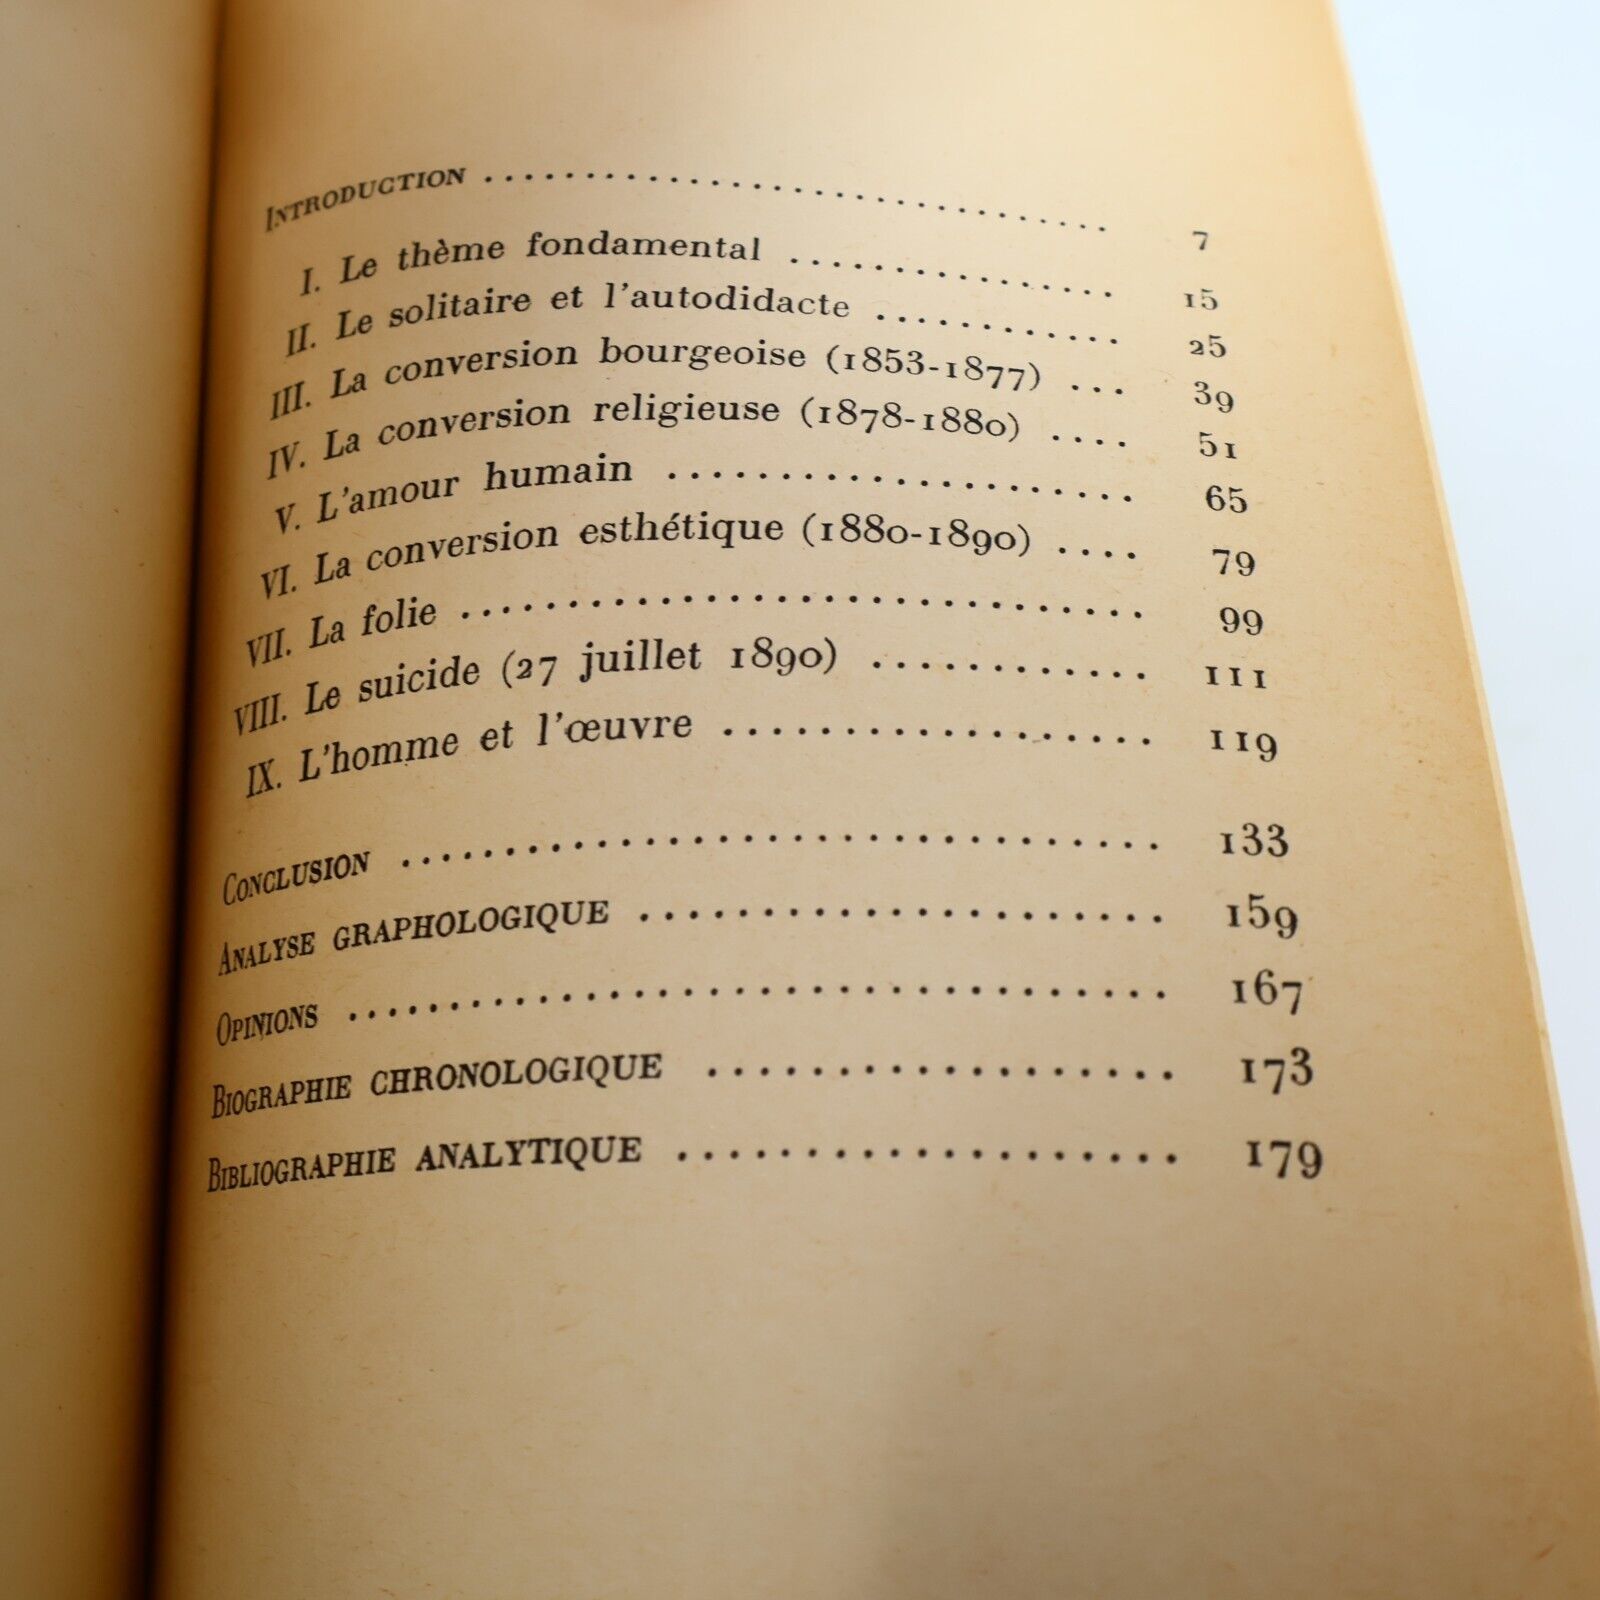 INTRODUCTION .............................. 7
I. Le thème fondamental ................ 15
II. Le solitaire et l'autodidacte ............ 25
III. La conversion bourgeoise (1853-1877) ... 39
IV. La conversion religieuse (1878-1880) .... 51
V. L'amour humain ..................... 65
VI. La conversion esthétique (1880-1890) .... 79
VII. La folie .............................. 99
VIII. Le suicide (27 juillet 1890) ............ 111
IX. L'homme et l'œuvre .................. 119
CONCLUSION ................................ 133
ANALYSE GRAPHOLOGIQUE ..................... 159
OPINIONS .................................. 167
BIOGRAPHIE CHRONOLOGIQUE .................. 173
BIBLIOGRAPHIE ANALYTIQUE ................... 179